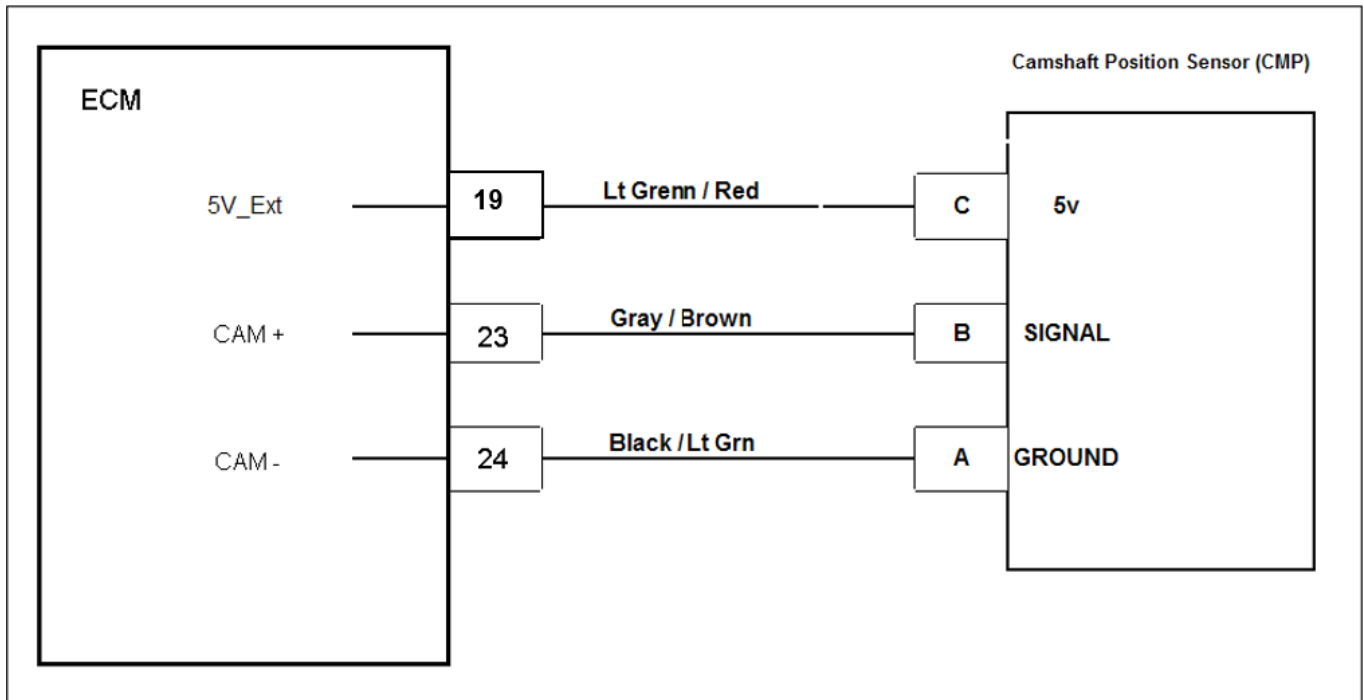 Camshaft Position Sensor (CMP)
ECM
5V_Ext
19
Lt Grenn / Red
C
5v
CAM +
23
Gray / Brown
B
SIGNAL
CAM -
24
Black / Lt Grn
A
GROUND